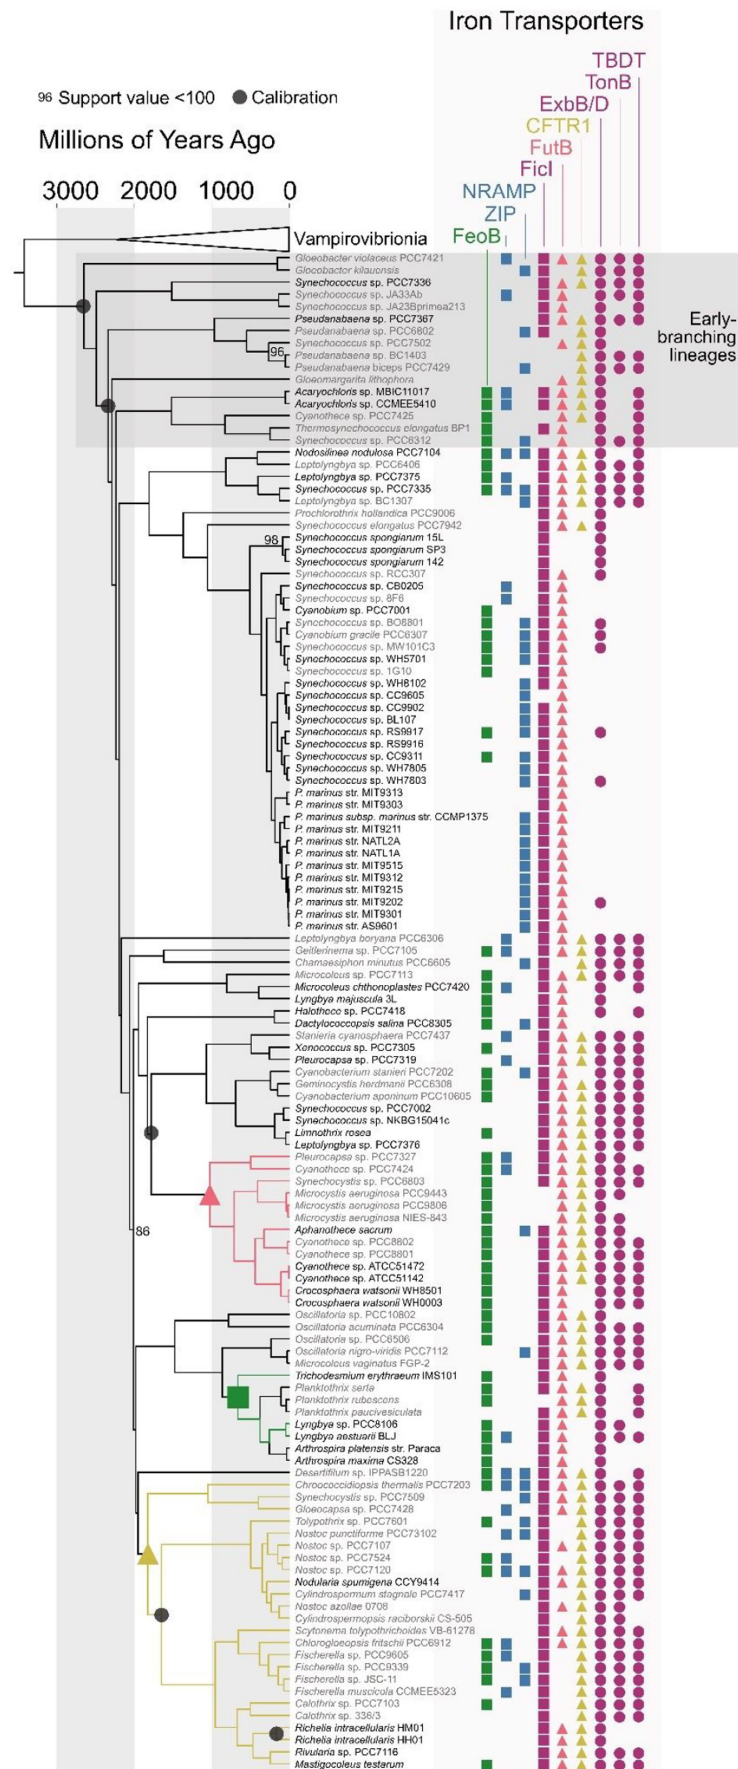 Iron Transporters
TBDT
TonB
ExbB/D
CFTR1
FutB
FicI
NRAMP
ZIP
FeoB
96 Support value <100
Calibration
Millions of Years Ago
3000 2000 1000 0
Vampirovibrionia
Gloeobacter violaceus PCC7421
Gloeobacter kilauensis
Synechococcus sp. PCC7336
Synechococcus sp. JA33Ab
Synechococcus sp. JA23Bprimea213
Pseudanabaena sp. PCC7367
Pseudanabaena sp. PCC6802
Synechococcus sp. PCC7502
96
Pseudanabaena sp. BC1403
Pseudanabaena biceps PCC7429
Gloeomargarita lithophora
Early-
branching
lineages
Acaryochloris sp. MBIC11017
Acaryochloris sp. CCMEE5410
Cyanothece sp. PCC7425
Thermosynechococcus elongatus BP1
Synechococcus sp. PCC6312
Nodosilinea nodulosa PCC7104
Leptolyngbya sp. PCC6406
Leptolyngbya sp. PCC7375
Synechococcus sp. PCC7335
Leptolyngbya sp. BC1307
Prochlorothrix hollandica PCC9006
Synechococcus elongatus PCC7942
98
Synechococcus spongiarum 15L
Synechococcus spongiarum SP3
Synechococcus spongiarum 142
Synechococcus sp. RCC307
Synechococcus sp. CB0205
Synechococcus sp. 8F6
Cyanobium sp. PCC7001
Synechococcus sp. BO8801
Cyanobium gracile PCC6307
Synechococcus sp. MW101C3
Synechococcus sp. WH5701
Synechococcus sp. 1G10
Synechococcus sp. WH8102
Synechococcus sp. CC9605
Synechococcus sp. CC9902
Synechococcus sp. BL107
Synechococcus sp. RS9917
Synechococcus sp. RS9916
Synechococcus sp. CC9311
Synechococcus sp. WH7805
Synechococcus sp. WH7803
P. marinus str. MIT9313
P. marinus str. MIT9303
P. marinus subsp. marinus str. CCMP1375
P. marinus str. MIT9211
P. marinus str. NATL2A
P. marinus str. NATL1A
P. marinus str. MIT9515
P. marinus str. MIT9312
P. marinus str. MIT9215
P. marinus str. MIT9202
P. marinus str. MIT9301
P. marinus str. AS9601
Leptolyngbya boryana PCC6306
Geitlerinema sp. PCC7105
Chamaesiphon minutus PCC6605
Microcoleus sp. PCC7113
Microcoleus chthonoplastes PCC7420
Lyngbya majuscula 3L
Halothece sp. PCC7418
Dactylococcopsis salina PCC8305
Stanieria cyanosphaera PCC7437
Xenococcus sp. PCC7305
Pleurocapsa sp. PCC7319
Cyanobacterium stanieri PCC7202
Geminocystis herdmanii PCC6308
Cyanobacterium aponinum PCC10605
Synechococcus sp. PCC7002
Synechococcus sp. NKBG15041c
Limnothrix rosea
Leptolyngbya sp. PCC7376
Pleurocapsa sp. PCC7327
Cyanothece sp. PCC7424
Synechocystis sp. PCC6803
Microcystis aeruginosa PCC9443
Microcystis aeruginosa PCC9806
Microcystis aeruginosa NIES-843
86
Aphanothece sacrum
Cyanothece sp. PCC8802
Cyanothece sp. PCC8801
Cyanothece sp. ATCC51472
Cyanothece sp. ATCC51142
Crocosphaera watsonii WH8501
Crocosphaera watsonii WH0003
Oscillatoria sp. PCC10802
Oscillatoria acuminata PCC6304
Oscillatoria sp. PCC6506
Oscillatoria nigro-viridis PCC7112
Microcoleus vaginatus FGP-2
Trichodesmium erythraeum IMS101
Planktothrix serta
Planktothrix rubescens
Planktothrix paucivesiculata
Lyngbya sp. PCC8106
Lyngbya aestuarii BLJ
Arthrospira platensis str. Paraca
Arthrospira maxima CS328
Desertifilum sp. IPPASB1220
Chroococcidiopsis thermalis PCC7203
Synechocystis sp. PCC7509
Gloeocapsa sp. PCC7428
Tolypothrix sp. PCC7601
Nostoc punctiforme PCC73102
Nostoc sp. PCC7107
Nostoc sp. PCC7524
Nostoc sp. PCC7120
Nodularia spumigena CCY9414
Cylindrospermum stagnale PCC7417
Nostoc azollae 0708
Cylindrospermopsis raciborskii CS-505
Scytonema tolypothrichoides VB-61278
Chlorogloeopsis fritschii PCC6912
Fischerella sp. PCC9605
Fischerella sp. PCC9339
Fischerella sp. JSC-11
Fischerella muscicola CCMEE5323
Calothrix sp. PCC7103
Calothrix sp. 336/3
Richelia intracellularis HM01
Richelia intracellularis HH01
Rivularia sp. PCC7116
Mastigocoleus testarum